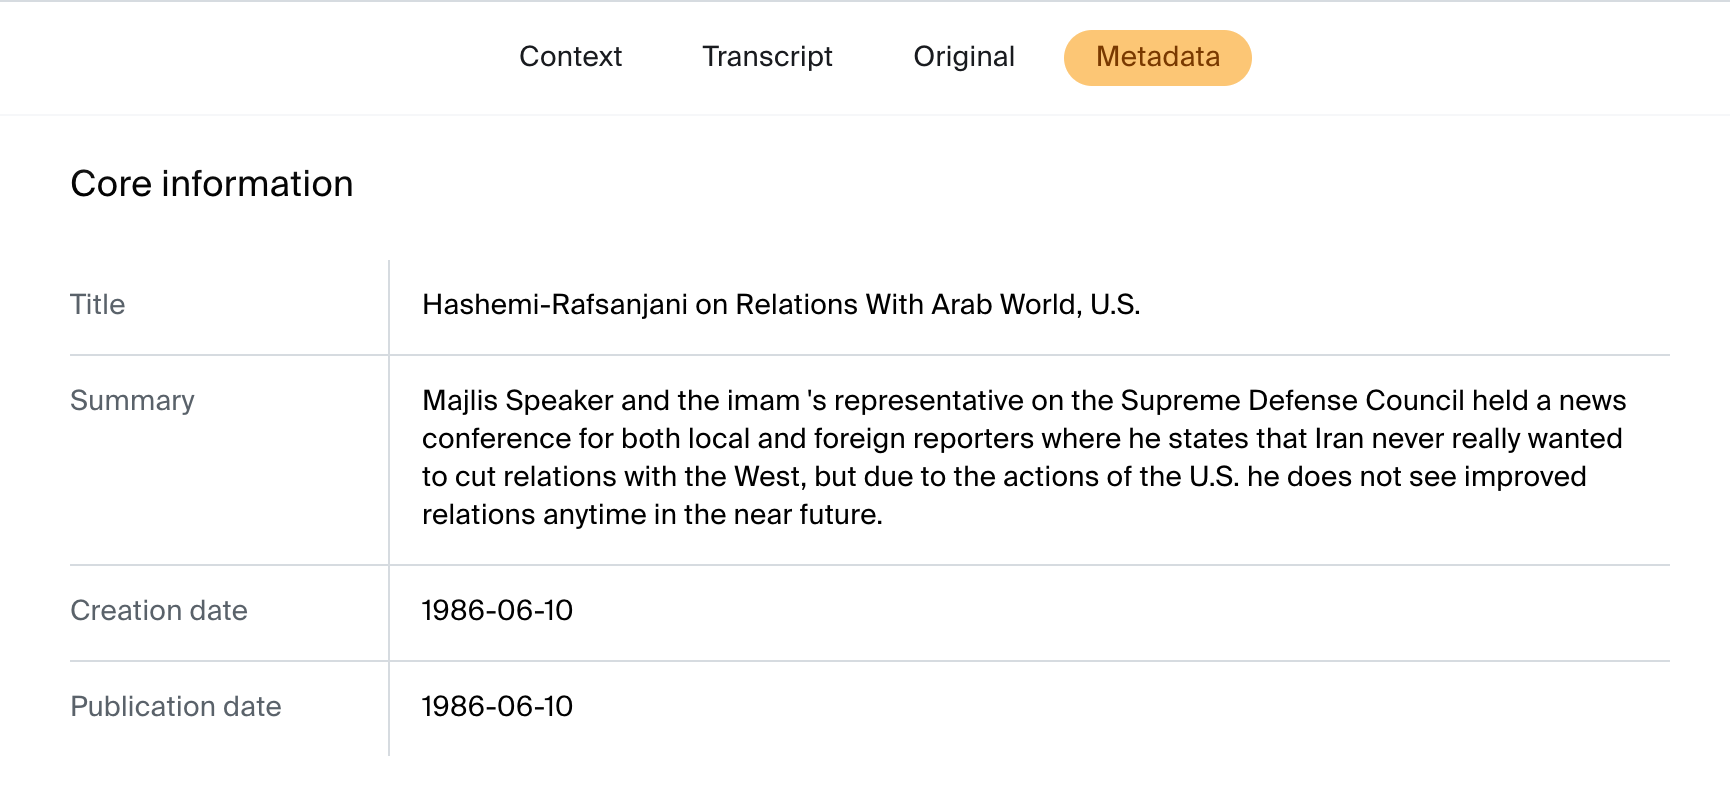 Context Transcript Original Metadata
Core information
Title Hashemi-Rafsanjani on Relations With Arab World, U.S.
Summary Majlis Speaker and the imam 's representative on the Supreme Defense Council held a news
conference for both local and foreign reporters where he states that Iran never really wanted
to cut relations with the West, but due to the actions of the U.S. he does not see improved
relations anytime in the near future.
Creation date 1986-06-10
Publication date 1986-06-10